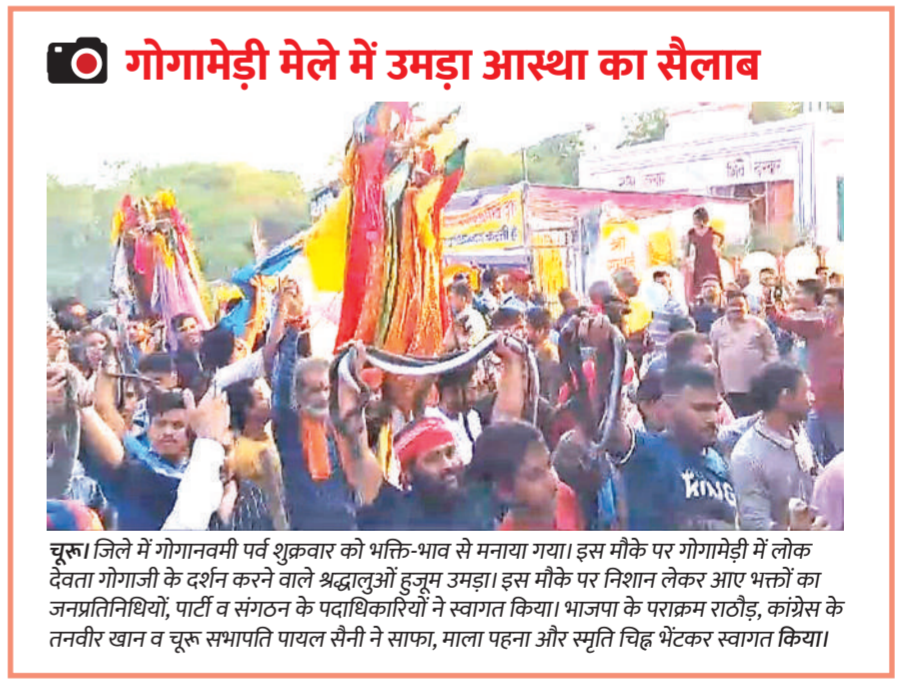 गोगामेड़ी मेले में उमड़ा आस्था का सैलाब
KING
चूरू। जिले में गोगानवमी पर्व शुक्रवार को भक्ति-भाव से मनाया गया। इस मौके पर गोगामेड़ी में लोक
देवता गोगाजी के दर्शन करने वाले श्रद्धालुओं हुजूम उमड़ा। इस मौके पर निशान लेकर आए भक्तों का
जनप्रतिनिधियों, पार्टी व संगठन के पदाधिकारियों ने स्वागत किया। भाजपा के पराक्रम राठौड़, कांग्रेस के
तनवीर खान व चूरू सभापति पायल सैनी ने साफा, माला पहना और स्मृति चिह्न भेंटकर स्वागत किया।